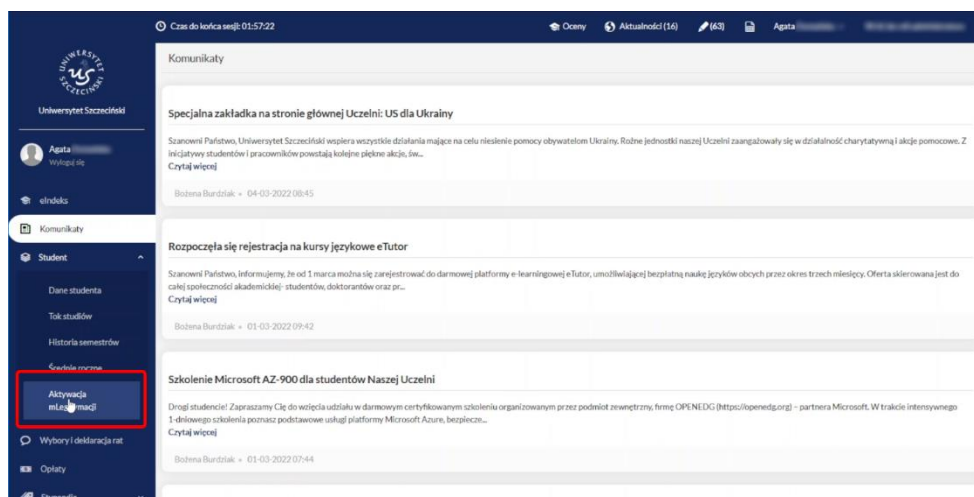 Czas do końca sesji: 01:57:22
Oceny
Aktualności (16)
(63)
Agata
UNIWERSYTET SZCZECIŃSKI
US
Uniwersytet Szczeciński
Agata
Wyloguj się
eIndeks
Komunikaty
Student
Dane studenta
Tok studiów
Historia semestrów
Średnie roczne
Aktywacja
Wybory i deklaracja rat
Opłaty
Komunikaty
Specjalna zakładka na stronie głównej Uczelni: US dla Ukrainy
Szanowni Państwo, Uniwersytet Szczeciński wspiera wszystkie działania mające na celu niesienie pomocy obywatelom Ukrainy. Rożne jednostki naszej Uczelni zaangażowały się w działalność charytatywną i akcje pomocowe. Z
inicjatywy studentów i pracowników powstają kolejne piękne akcje, św...
Czytaj więcej
Bożena Burdziak • 04-03-2022 08:45
Rozpoczęła się rejestracja na kursy językowe eTutor
Szanowni Państwo, informujemy, że od 1 marca można się zarejestrować do darmowej platformy e-learningowej eTutor, umożliwiającej bezpłatną naukę języków obcych przez okres trzech miesięcy. Oferta skierowana jest do
całej społeczności akademickiej- studentów, doktorantów oraz pr...
Czytaj więcej
Bożena Burdziak • 01-03-2022 09:42
Szkolenie Microsoft AZ-900 dla studentów Naszej Uczelni
Drogi studencie! Zapraszamy Cię do wzięcia udziału w darmowym certyfikowanym szkoleniu organizowanym przez podmiot zewnętrzny, firmę OPENEDG (https://openedg.org) – partnera Microsoft. W trakcie intensywnego
1-dniowego szkolenia poznasz podstawowe usługi platformy Microsoft Azure, bezpiecze...
Czytaj więcej
Bożena Burdziak • 01-03-2022 07:44